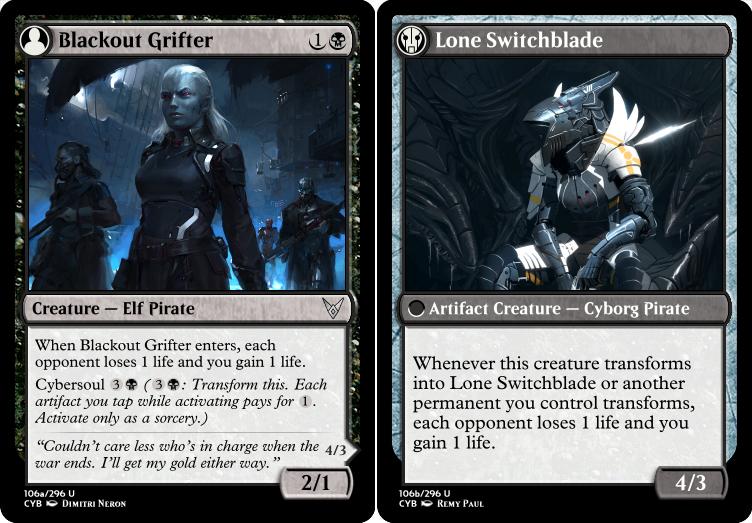 Blackout Grifter 1
Creature — Elf Pirate
When Blackout Grifter enters, each
opponent loses 1 life and you gain 1 life.
Cybersoul 3 ( 3 : Transform this. Each
artifact you tap while activating pays for 1 .
Activate only as a sorcery.)
“Couldn’t care less who’s in charge when the
war ends. I’ll get my gold either way.”
4/3
2/1
106a/296 U
CYB DIMITRI NERON
Lone Switchblade
Artifact Creature — Cyborg Pirate
Whenever this creature transforms
into Lone Switchblade or another
permanent you control transforms,
each opponent loses 1 life and you
gain 1 life.
4/3
106b/296 U
CYB REMY PAUL